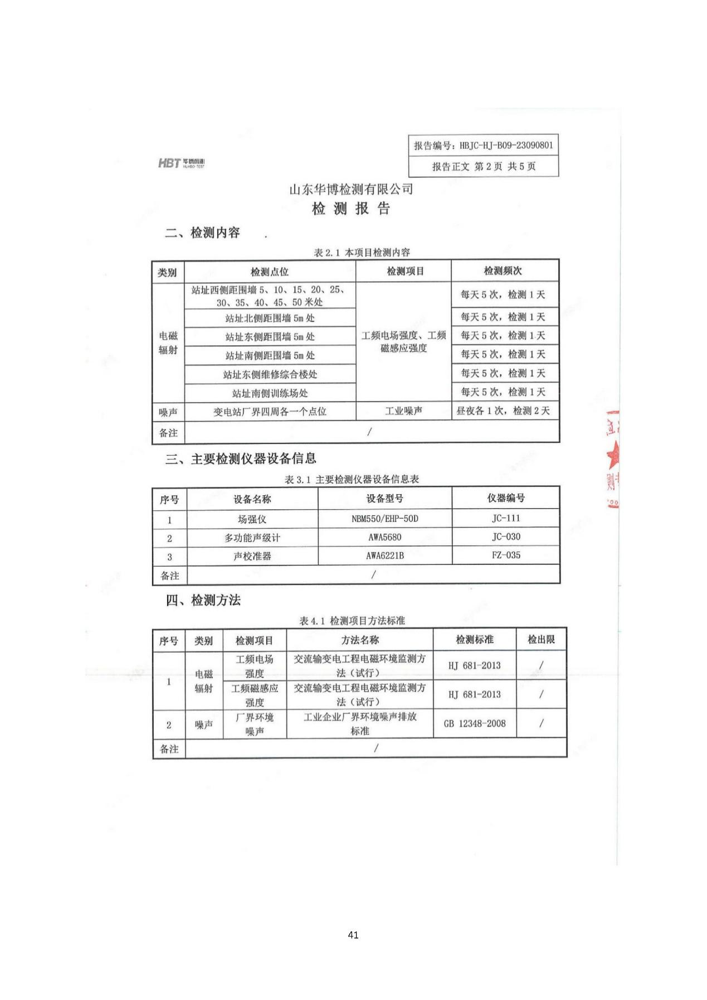 报告编号：HBJC-HJ-B09-23090801
HBT 华博检测
HUABO TEST
报告正文 第 2 页 共 5 页
山东华博检测有限公司
检 测 报 告
二、检测内容
表 2.1 本项目检测内容
类别 检测点位 检测项目 检测频次
站址西侧距围墙 5、10、15、20、25、
30、35、40、45、50 米处
每天 5 次，检测 1 天
站址北侧距围墙 5m 处 每天 5 次，检测 1 天
电磁
辐射
站址东侧距围墙 5m 处
工频电场强度、工频
磁感应强度
每天 5 次，检测 1 天
站址南侧距围墙 5m 处 每天 5 次，检测 1 天
站址东侧维修综合楼处 每天 5 次，检测 1 天
站址南侧训练场处 每天 5 次，检测 1 天
噪声 变电站厂界四周各一个点位 工业噪声 昼夜各 1 次，检测 2 天
备注 /
三、主要检测仪器设备信息
表 3.1 主要检测仪器设备信息表
序号 设备名称 设备型号 仪器编号
1 场强仪 NBM550/EHP-50D JC-111
2 多功能声级计 AWA5680 JC-030
3 声校准器 AWA6221B FZ-035
备注 /
四、检测方法
表 4.1 检测项目方法标准
序号 类别 检测项目 方法名称 检测标准 检出限
1
电磁
辐射
工频电场
强度
交流输变电工程电磁环境监测方
法（试行）
HJ 681-2013 /
工频磁感应
强度
交流输变电工程电磁环境监测方
法（试行）
HJ 681-2013 /
2 噪声
厂界环境
噪声
工业企业厂界环境噪声排放
标准
GB 12348-2008 /
备注 /
41